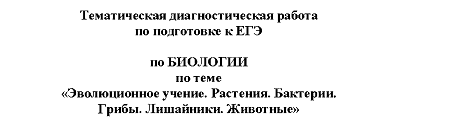 Тематическая диагностическая работа
по подготовке к ЕГЭ
по БИОЛОГИИ
по теме
«Эволюционное учение. Растения. Бактерии.
Грибы. Лишайники. Животные»